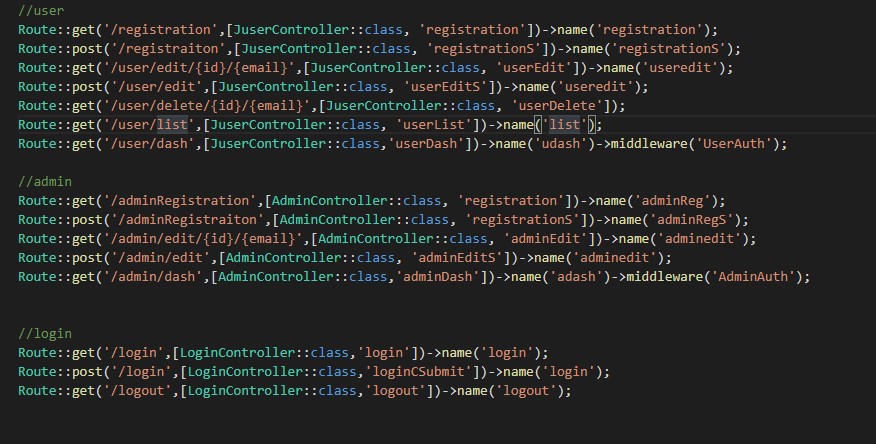 //user
Route::get('/registration',[JuserController::class, 'registration'])->name('registration');
Route::post('/registraiton',[JuserController::class, 'registrationS'])->name('registrationS');
Route::get('/user/edit/{id}/{email}',[JuserController::class, 'userEdit'])->name('useredit');
Route::post('/user/edit',[JuserController::class, 'userEditS'])->name('useredit');
Route::get('/user/delete/{id}/{email}',[JuserController::class, 'userDelete']);
Route::get('/user/list',[JuserController::class, 'userList'])->name('list');
Route::get('/user/dash',[JuserController::class,'userDash'])->name('udash')->middleware('UserAuth');
//admin
Route::get('/adminRegistration',[AdminController::class, 'registration'])->name('adminReg');
Route::post('/adminRegistraiton',[AdminController::class, 'registrationS'])->name('adminRegS');
Route::get('/admin/edit/{id}/{email}',[AdminController::class, 'adminEdit'])->name('adminedit');
Route::post('/admin/edit',[AdminController::class, 'adminEditS'])->name('adminedit');
Route::get('/admin/dash',[AdminController::class,'adminDash'])->name('adash')->middleware('AdminAuth');
//login
Route::get('/login',[LoginController::class,'login'])->name('login');
Route::post('/login',[LoginController::class,'loginCSubmit'])->name('login');
Route::get('/logout',[LoginController::class,'logout'])->name('logout');